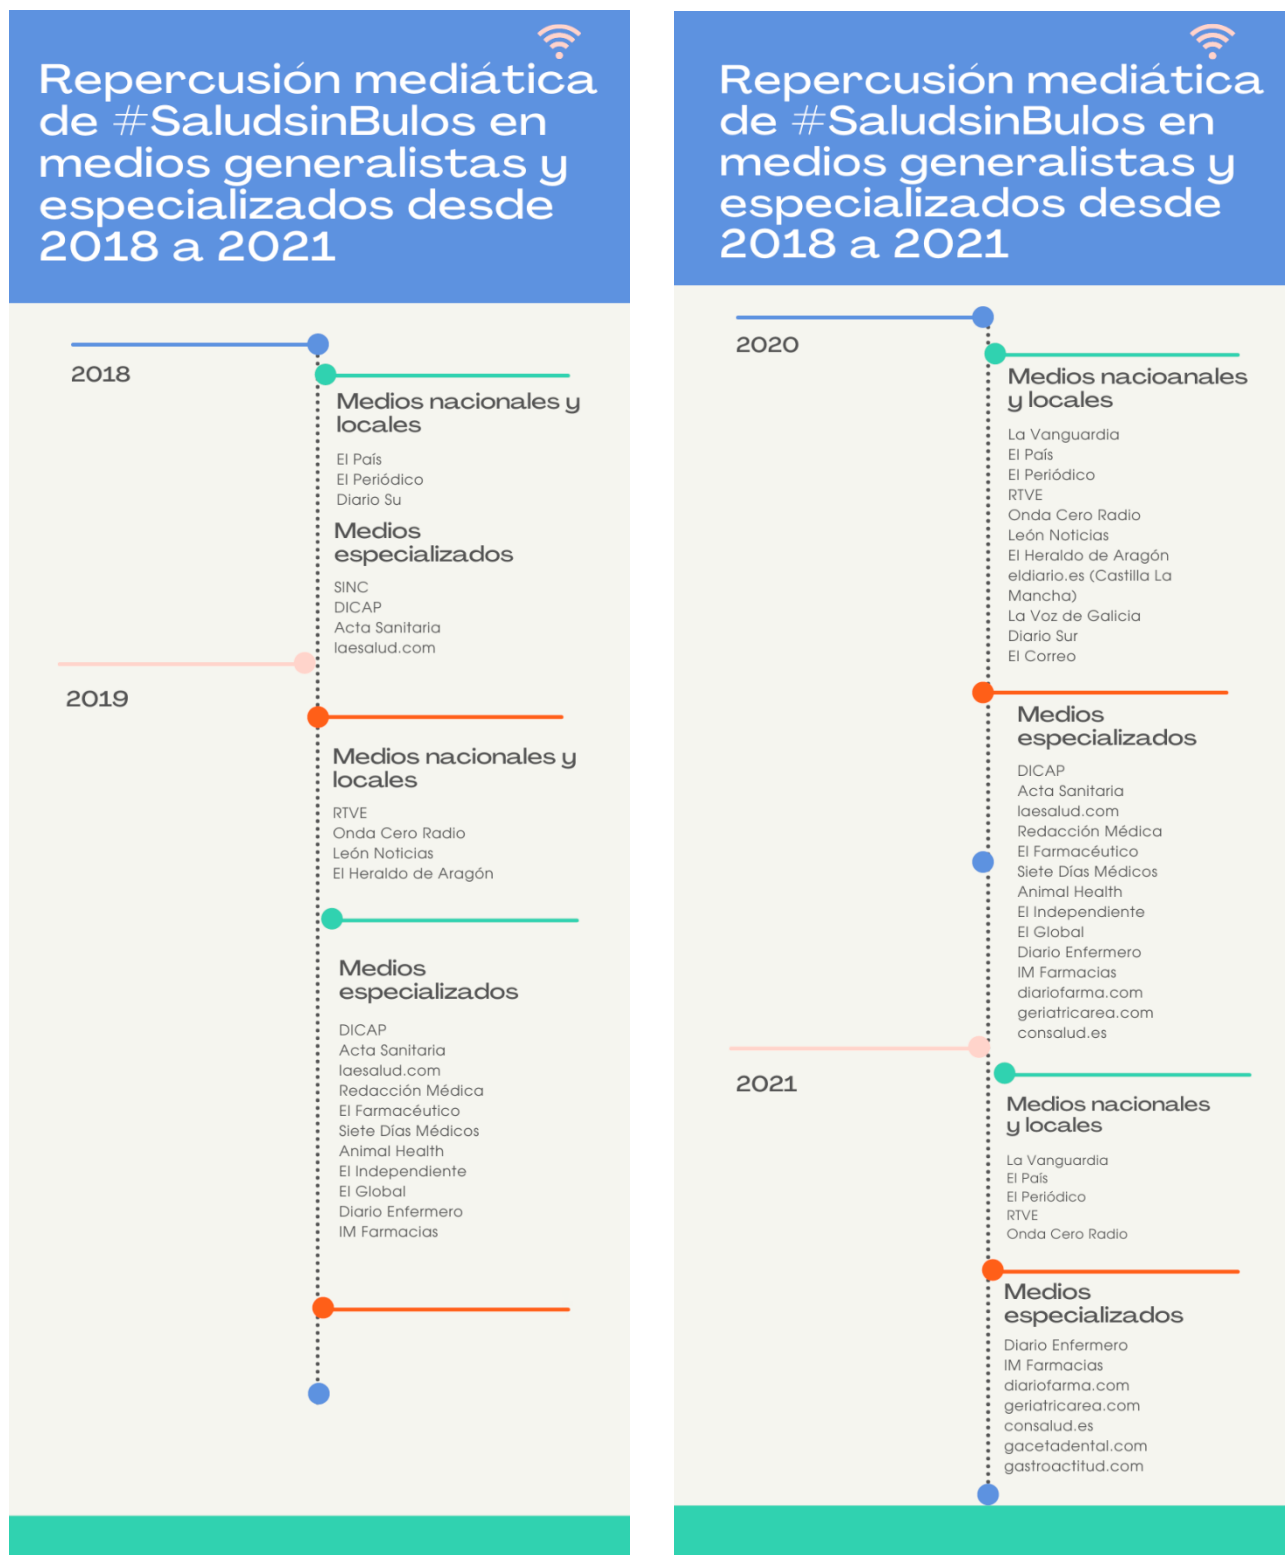 Repercusión mediática
de #SaludsinBulos en
medios generalistas y
especializados desde
2018 a 2021
2018
Medios nacionales y
locales
El País
El Periódico
Diario Su
Medios
especializados
SINC
DICAP
Acta Sanitaria
laesalud.com
2019
Medios nacionales y
locales
RTVE
Onda Cero Radio
León Noticias
El Heraldo de Aragón
Medios
especializados
DICAP
Acta Sanitaria
laesalud.com
Redacción Médica
El Farmacéutico
Siete Días Médicos
Animal Health
El Independiente
El Global
Diario Enfermero
IM Farmacias
Repercusión mediática
de #SaludsinBulos en
medios generalistas y
especializados desde
2018 a 2021
2020
Medios nacioanales
y locales
La Vanguardia
El País
El Periódico
RTVE
Onda Cero Radio
León Noticias
El Heraldo de Aragón
eldiario.es (Castilla La
Mancha)
La Voz de Galicia
Diario Sur
El Correo
Medios
especializados
DICAP
Acta Sanitaria
laesalud.com
Redacción Médica
El Farmacéutico
Siete Días Médicos
Animal Health
El Independiente
El Global
Diario Enfermero
IM Farmacias
diariofarma.com
geriatricarea.com
consalud.es
2021
Medios nacionales
y locales
La Vanguardia
El País
El Periódico
RTVE
Onda Cero Radio
Medios
especializados
Diario Enfermero
IM Farmacias
diariofarma.com
geriatricarea.com
consalud.es
gacetadental.com
gastroactitud.com